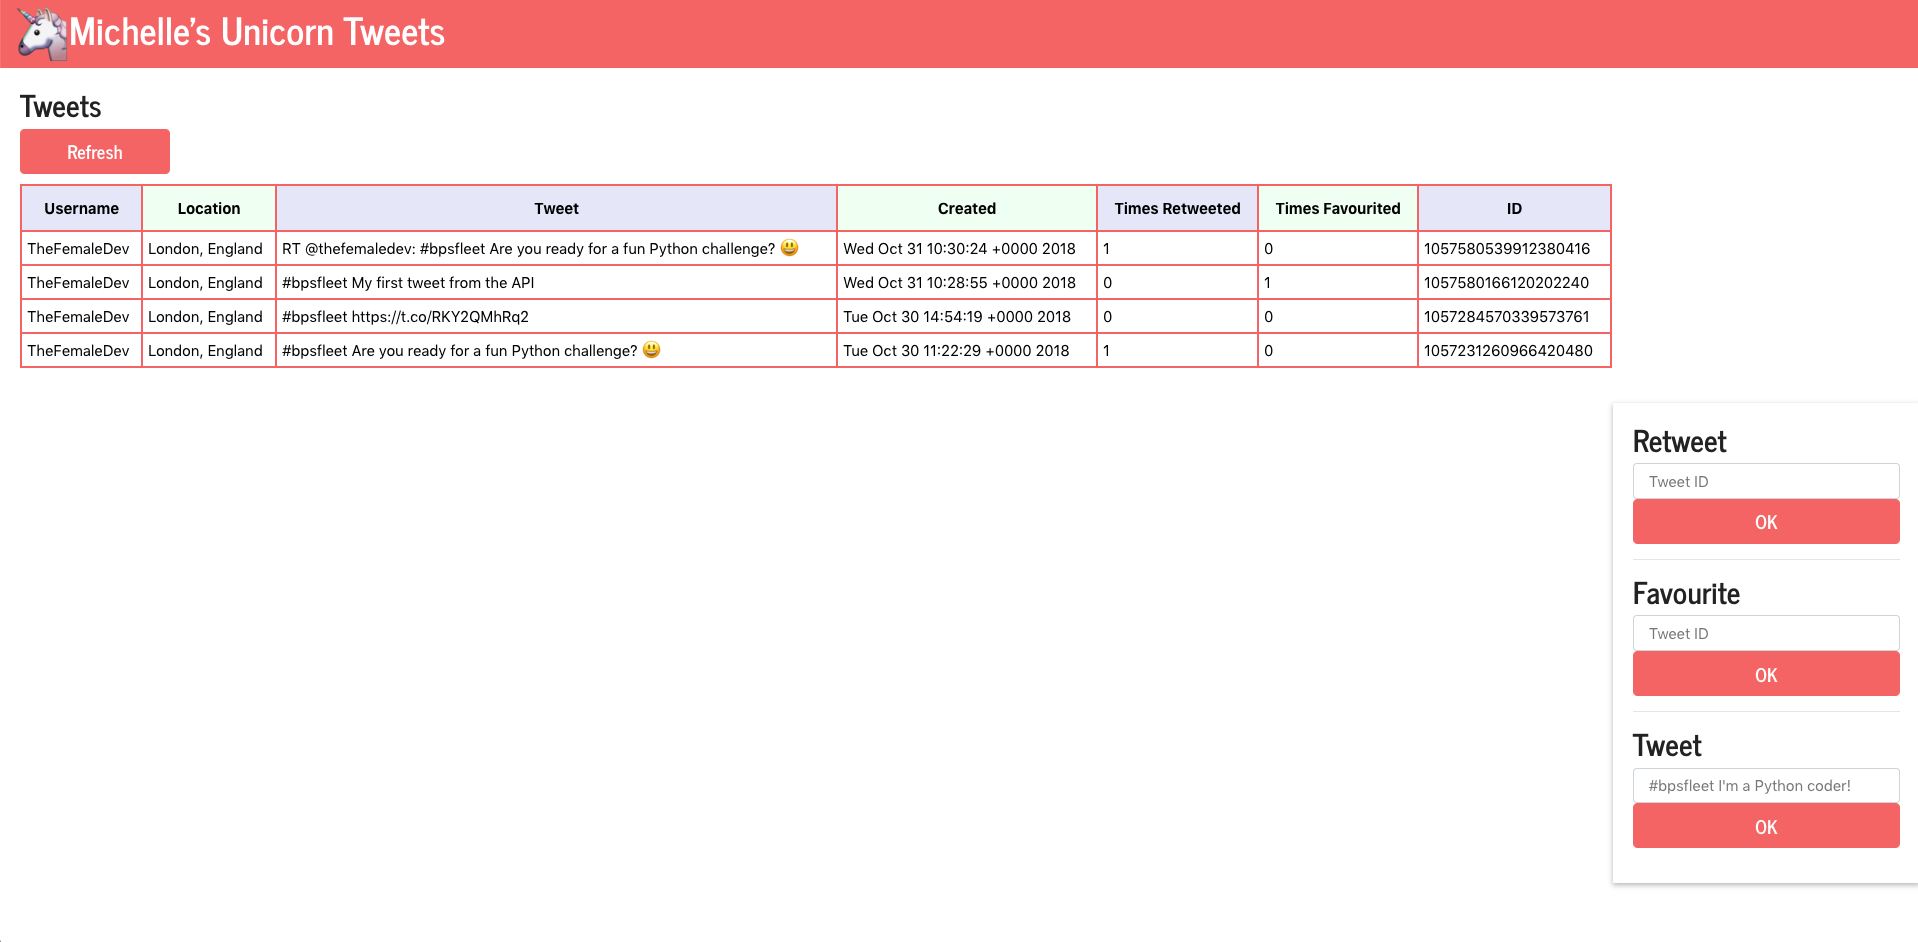 Michelle's Unicorn Tweets
Tweets
Refresh
Username Location Tweet Created Times Retweeted Times Favourited ID
TheFemaleDev London, England RT @thefemaledev: #bpsfleet Are you ready for a fun Python challenge? 😃 Wed Oct 31 10:30:24 +0000 2018 1 0 1057580539912380416
TheFemaleDev London, England #bpsfleet My first tweet from the API Wed Oct 31 10:28:55 +0000 2018 0 1 1057580166120202240
TheFemaleDev London, England #bpsfleet https://t.co/RKY2QMhRq2 Tue Oct 30 14:54:19 +0000 2018 0 0 1057284570339573761
TheFemaleDev London, England #bpsfleet Are you ready for a fun Python challenge? 😃 Tue Oct 30 11:22:29 +0000 2018 1 0 1057231260966420480
Retweet
Tweet ID
OK
Favourite
Tweet ID
OK
Tweet
#bpsfleet I'm a Python coder!
OK